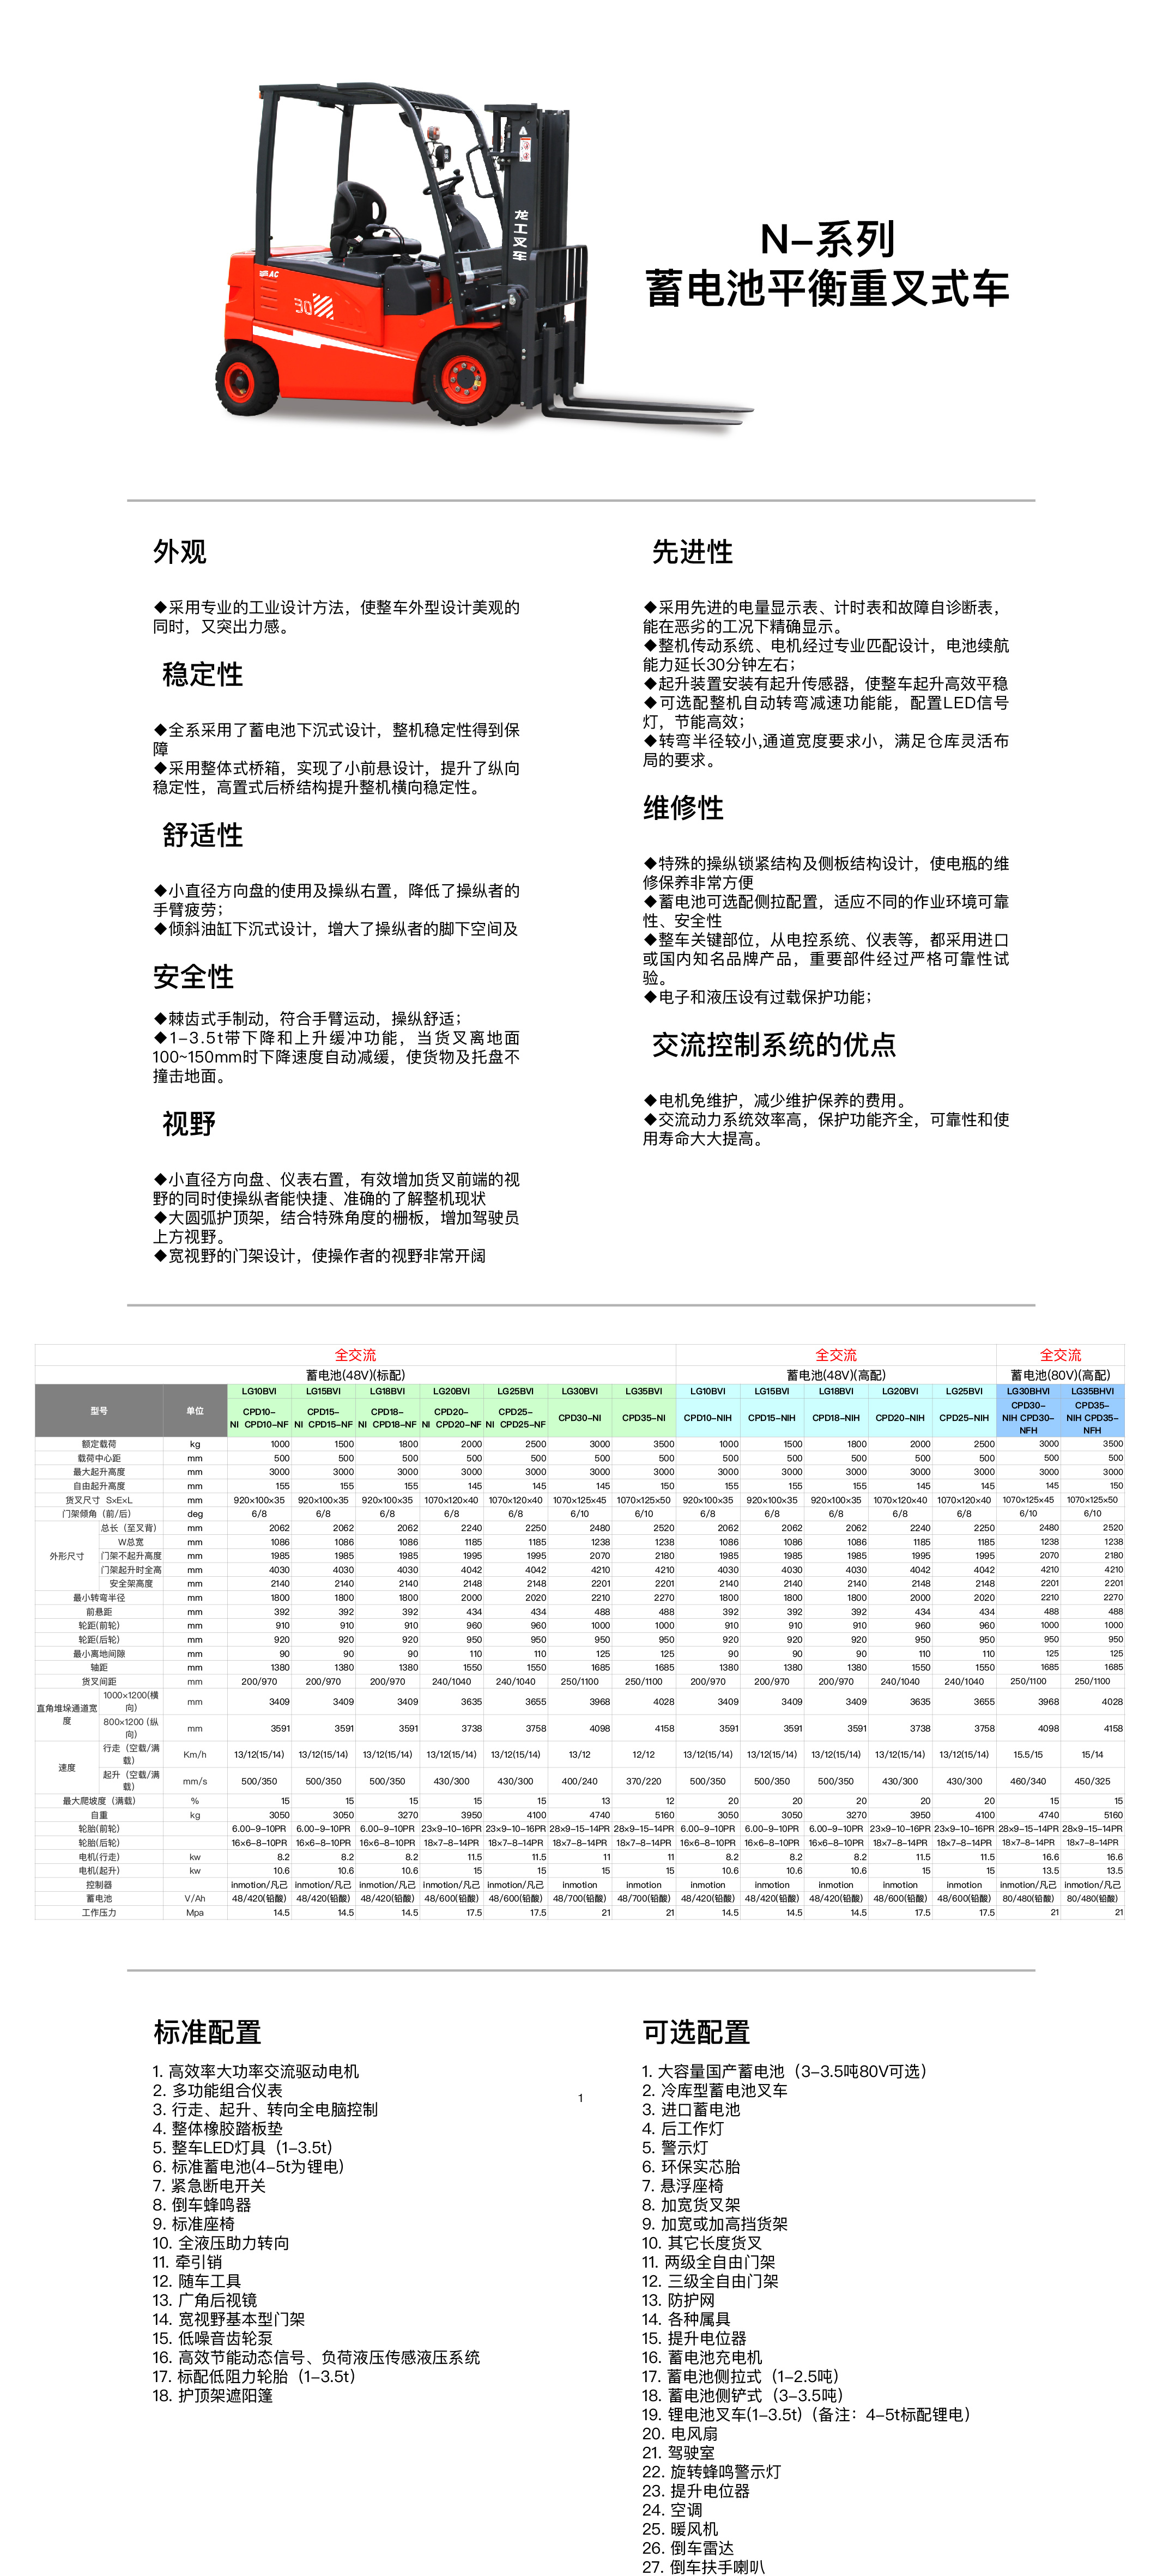 龙工叉车
AC
30
N-系列
蓄电池平衡重叉式车
外观
◆采用专业的工业设计方法，使整车外型设计美观的
同时，又突出力感。
稳定性
◆全系采用了蓄电池下沉式设计，整机稳定性得到保
障
◆采用整体式桥箱，实现了小前悬设计，提升了纵向
稳定性，高置式后桥结构提升整机横向稳定性。
舒适性
◆小直径方向盘的使用及操纵右置，降低了操纵者的
手臂疲劳；
◆倾斜油缸下沉式设计，增大了操纵者的脚下空间及
安全性
◆棘齿式手制动，符合手臂运动，操纵舒适；
◆1-3.5t带下降和上升缓冲功能，当货叉离地面
100~150mm时下降速度自动减缓，使货物及托盘不
撞击地面。
视野
◆小直径方向盘、仪表右置，有效增加货叉前端的视
野的同时使操纵者能快捷、准确的了解整机现状
◆大圆弧护顶架，结合特殊角度的栅板，增加驾驶员
上方视野。
◆宽视野的门架设计，使操作者的视野非常开阔
先进性
◆采用先进的电量显示表、计时表和故障自诊断表，
能在恶劣的工况下精确显示。
◆整机传动系统、电机经过专业匹配设计，电池续航
能力延长30分钟左右；
◆起升装置安装有起升传感器，使整车起升高效平稳
◆可选配整机自动转弯减速功能能，配置LED信号
灯，节能高效；
◆转弯半径较小,通道宽度要求小，满足仓库灵活布
局的要求。
维修性
◆特殊的操纵锁紧结构及侧板结构设计，使电瓶的维
修保养非常方便
◆蓄电池可选配侧拉配置，适应不同的作业环境可靠
性、安全性
◆整车关键部位，从电控系统、仪表等，都采用进口
或国内知名品牌产品，重要部件经过严格可靠性试
验。
◆电子和液压设有过载保护功能；
交流控制系统的优点
◆电机免维护，减少维护保养的费用。
◆交流动力系统效率高，保护功能齐全，可靠性和使
用寿命大大提高。
全交流 全交流 全交流
蓄电池(48V)(标配) 蓄电池(48V)(高配) 蓄电池(80V)(高配)
型号 单位 LG10BVI LG15BVI LG18BVI LG20BVI LG25BVI LG30BVI LG35BVI LG10BVI LG15BVI LG18BVI LG20BVI LG25BVI LG30BHVI LG35BHVI
CPD10-NI CPD10-NF CPD15-NI CPD15-NF CPD18-NI CPD18-NF CPD20-NI CPD20-NF CPD25-NI CPD25-NF CPD30-NI CPD35-NI CPD10-NIH CPD15-NIH CPD18-NIH CPD20-NIH CPD25-NIH CPD30-NIH CPD30-NFH CPD35-NIH CPD35-NFH
额定载荷 kg 1000 1500 1800 2000 2500 3000 3500 1000 1500 1800 2000 2500 3000 3500
载荷中心距 mm 500 500 500 500 500 500 500 500 500 500 500 500 500 500
最大起升高度 mm 3000 3000 3000 3000 3000 3000 3000 3000 3000 3000 3000 3000 3000 3000
自由起升高度 mm 155 155 155 145 145 145 150 155 155 155 145 145 145 150
货叉尺寸 S×E×L mm 920×100×35 920×100×35 920×100×35 1070×120×40 1070×120×40 1070×125×45 1070×125×50 920×100×35 920×100×35 920×100×35 1070×120×40 1070×120×40 1070×125×45 1070×125×50
门架倾角（前/后） deg 6/8 6/8 6/8 6/8 6/8 6/10 6/10 6/8 6/8 6/8 6/8 6/8 6/10 6/10
外形尺寸 总长（至叉背） mm 2062 2062 2062 2240 2250 2480 2520 2062 2062 2062 2240 2250 2480 2520
W总宽 mm 1086 1086 1086 1185 1185 1238 1238 1086 1086 1086 1185 1185 1238 1238
门架不起升高度 mm 1985 1985 1985 1995 1995 2070 2180 1985 1985 1985 1995 1995 2070 2180
门架起升时全高 mm 4030 4030 4030 4042 4042 4210 4210 4030 4030 4030 4042 4042 4210 4210
安全架高度 mm 2140 2140 2140 2148 2148 2201 2201 2140 2140 2140 2148 2148 2201 2201
最小转弯半径 mm 1800 1800 1800 2000 2020 2210 2270 1800 1800 1800 2000 2020 2210 2270
前悬距 mm 392 392 392 434 434 488 488 392 392 392 434 434 488 488
轮距(前轮) mm 910 910 910 960 960 1000 1000 910 910 910 960 960 1000 1000
轮距(后轮) mm 920 920 920 950 950 950 950 920 920 920 950 950 950 950
最小离地间隙 mm 90 90 90 110 110 125 125 90 90 90 110 110 125 125
轴距 mm 1380 1380 1380 1550 1550 1685 1685 1380 1380 1380 1550 1550 1685 1685
货叉间距 mm 200/970 200/970 200/970 240/1040 240/1040 250/1100 250/1100 200/970 200/970 200/970 240/1040 240/1040 250/1100 250/1100
直角堆垛通道宽度 1000×1200(横向) mm 3409 3409 3409 3635 3655 3968 4028 3409 3409 3409 3635 3655 3968 4028
800×1200 (纵向) mm 3591 3591 3591 3738 3758 4098 4158 3591 3591 3591 3738 3758 4098 4158
速度 行走（空载/满载） Km/h 13/12(15/14) 13/12(15/14) 13/12(15/14) 13/12(15/14) 13/12(15/14) 13/12 12/12 13/12(15/14) 13/12(15/14) 13/12(15/14) 13/12(15/14) 13/12(15/14) 15.5/15 15/14
起升（空载/满载） mm/s 500/350 500/350 500/350 430/300 430/300 400/240 370/220 500/350 500/350 500/350 430/300 430/300 460/340 450/325
最大爬坡度（满载） % 15 15 15 15 15 13 12 20 20 20 20 20 15 15
自重 kg 3050 3050 3270 3950 4100 4740 5160 3050 3050 3270 3950 4100 4740 5160
轮胎(前轮) 6.00-9-10PR 6.00-9-10PR 6.00-9-10PR 23×9-10-16PR 23×9-10-16PR 28×9-15-14PR 28×9-15-14PR 6.00-9-10PR 6.00-9-10PR 6.00-9-10PR 23×9-10-16PR 23×9-10-16PR 28×9-15-14PR 28×9-15-14PR
轮胎(后轮) 16×6-8-10PR 16×6-8-10PR 16×6-8-10PR 18×7-8-14PR 18×7-8-14PR 18×7-8-14PR 18×7-8-14PR 16×6-8-10PR 16×6-8-10PR 16×6-8-10PR 18×7-8-14PR 18×7-8-14PR 18×7-8-14PR 18×7-8-14PR
电机(行走) kw 8.2 8.2 8.2 11.5 11.5 11 11 8.2 8.2 8.2 11.5 11.5 16.6 16.6
电机(起升) kw 10.6 10.6 10.6 15 15 15 15 10.6 10.6 10.6 15 15 13.5 13.5
控制器 inmotion/凡己 inmotion/凡己 inmotion/凡己 inmotion/凡己 inmotion/凡己 inmotion inmotion inmotion inmotion inmotion inmotion inmotion inmotion/凡己 inmotion/凡己
蓄电池 V/Ah 48/420(铅酸) 48/420(铅酸) 48/420(铅酸) 48/600(铅酸) 48/600(铅酸) 48/700(铅酸) 48/700(铅酸) 48/420(铅酸) 48/420(铅酸) 48/420(铅酸) 48/600(铅酸) 48/600(铅酸) 80/480(铅酸) 80/480(铅酸)
工作压力 Mpa 14.5 14.5 14.5 17.5 17.5 21 21 14.5 14.5 14.5 17.5 17.5 21 21
标准配置
1. 高效率大功率交流驱动电机
2. 多功能组合仪表
3. 行走、起升、转向全电脑控制
4. 整体橡胶踏板垫
5. 整车LED灯具（1-3.5t）
6. 标准蓄电池(4-5t为锂电)
7. 紧急断电开关
8. 倒车蜂鸣器
9. 标准座椅
10. 全液压助力转向
11. 牵引销
12. 随车工具
13. 广角后视镜
14. 宽视野基本型门架
15. 低噪音齿轮泵
16. 高效节能动态信号、负荷液压传感液压系统
17. 标配低阻力轮胎（1-3.5t）
18. 护顶架遮阳篷
1
可选配置
1. 大容量国产蓄电池（3-3.5吨80V可选）
2. 冷库型蓄电池叉车
3. 进口蓄电池
4. 后工作灯
5. 警示灯
6. 环保实芯胎
7. 悬浮座椅
8. 加宽货叉架
9. 加宽或加高挡货架
10. 其它长度货叉
11. 两级全自由门架
12. 三级全自由门架
13. 防护网
14. 各种属具
15. 提升电位器
16. 蓄电池充电机
17. 蓄电池侧拉式（1-2.5吨）
18. 蓄电池侧铲式（3-3.5吨）
19. 锂电池叉车(1-3.5t)（备注：4-5t标配锂电）
20. 电风扇
21. 驾驶室
22. 旋转蜂鸣警示灯
23. 提升电位器
24. 空调
25. 暖风机
26. 倒车雷达
27. 倒车扶手喇叭